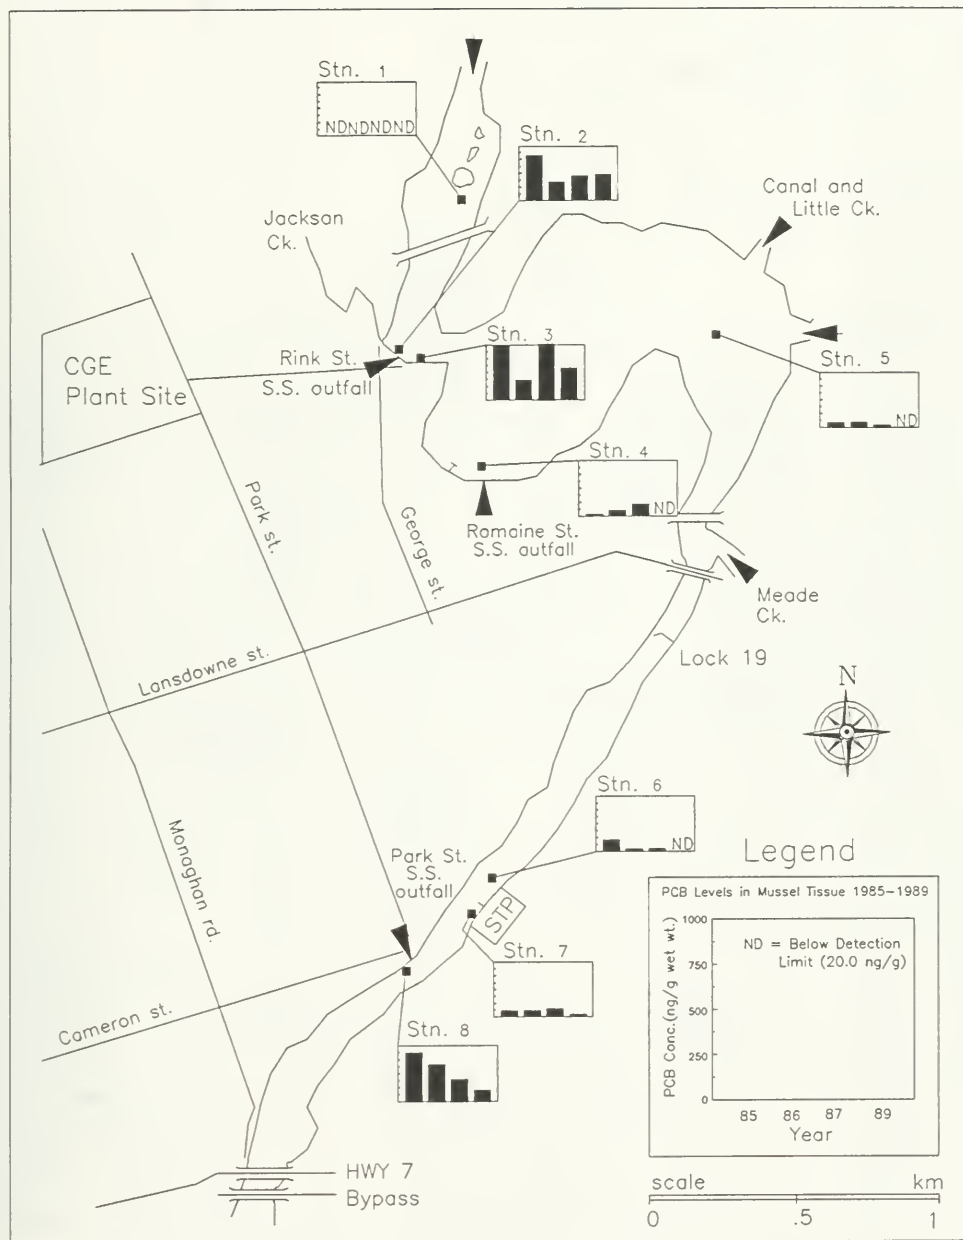 Stn. 1
NDNDNDND
Stn. 2
Canal and
Little Ck.
Jackson
Ck.
Stn. 3
Rink St.
S.S. outfall
CGE
Plant Site
Stn. 5
ND
Stn. 4
ND
Romaine St.
S.S. outfall
Park st.
George st.
Meade
Ck.
Lansdowne st.
Lock 19
N
Stn. 6
ND
Monaghan rd.
Park St.
S.S.
outfall
STP
Stn. 7
Cameron st.
Stn. 8
HWY 7
Bypass
Legend
PCB Levels in Mussel Tissue 1985-1989
PCB Conc.(ng/g wet wt.)
1000
750
500
250
0
ND = Below Detection
Limit (20.0 ng/g)
85 86 87 89
Year
scale km
0 .5 1